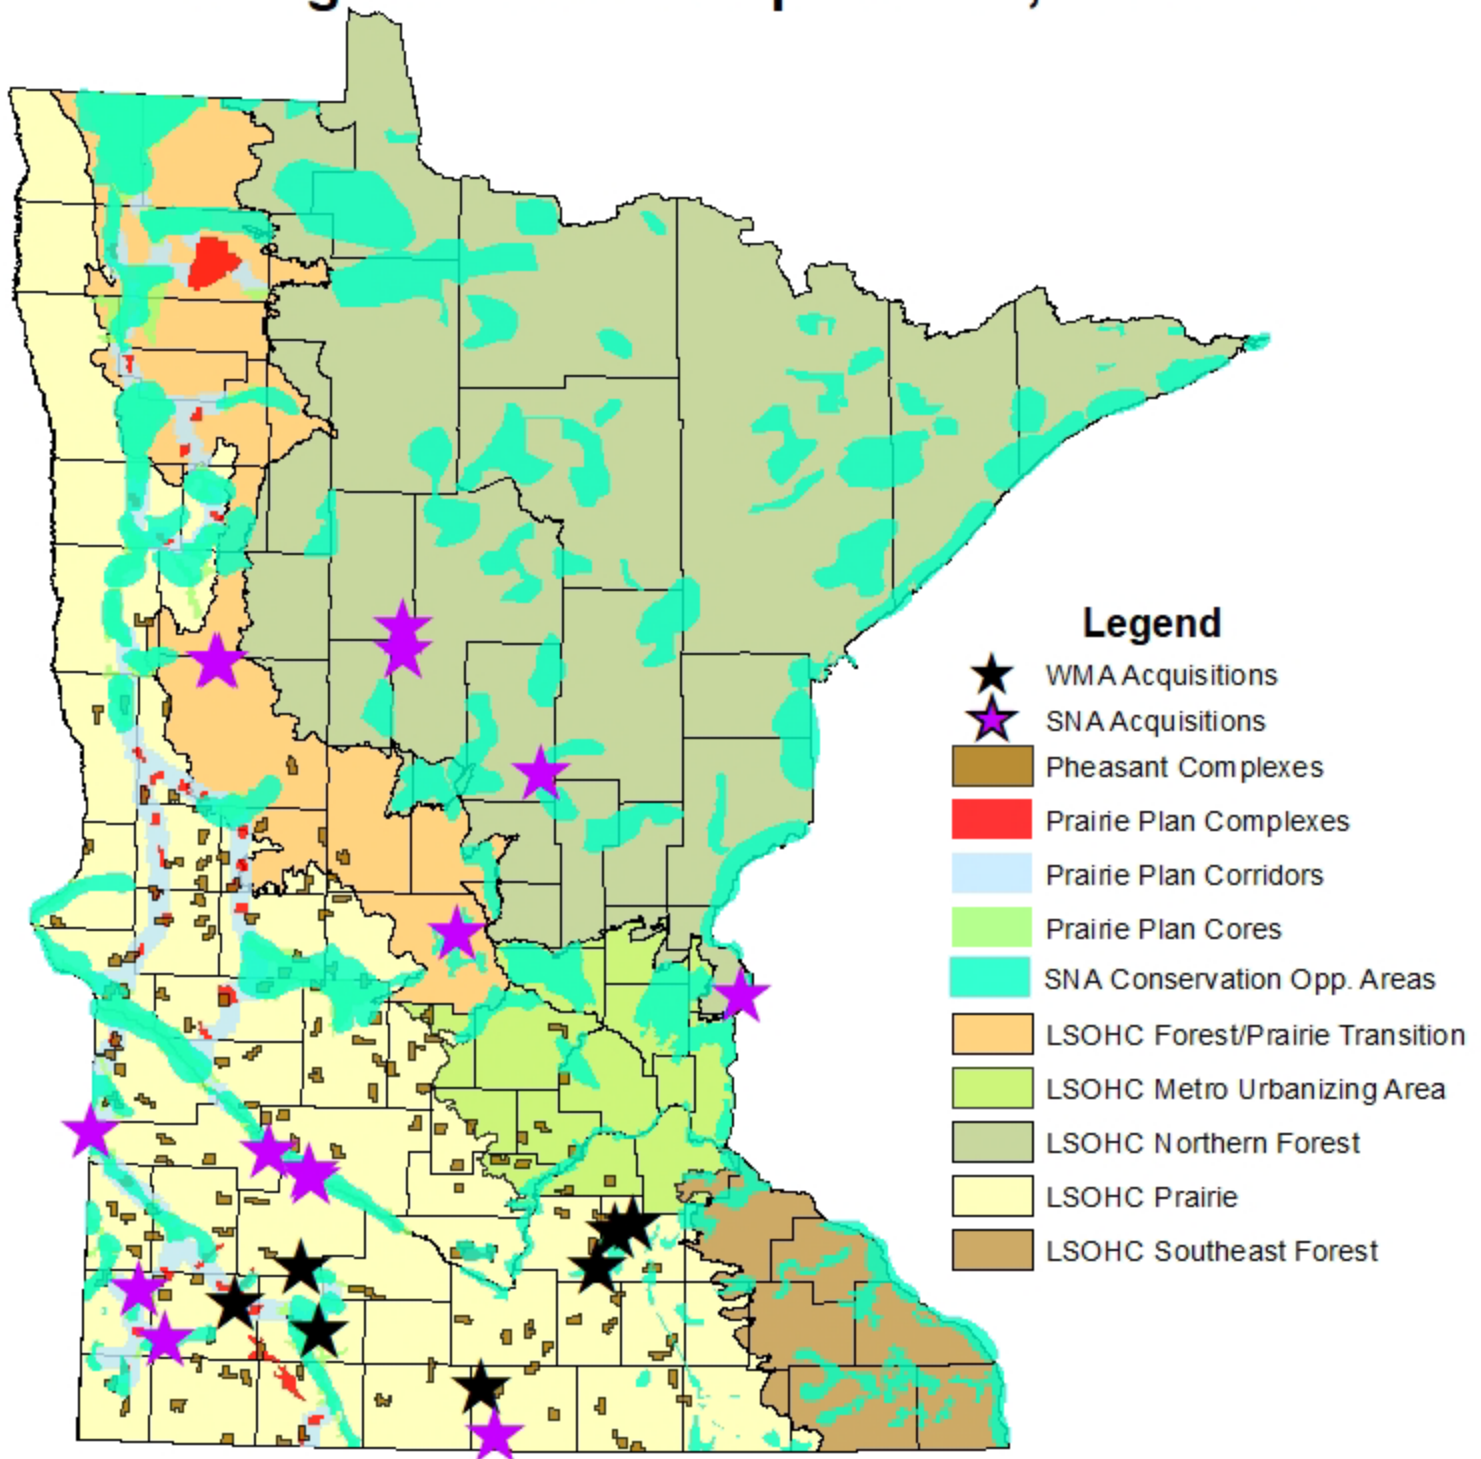 Legend
WMA Acquisitions
SNA Acquisitions
Pheasant Complexes
Prairie Plan Complexes
Prairie Plan Corridors
Prairie Plan Cores
SNA Conservation Opp. Areas
LSOHC Forest/Prairie Transition
LSOHC Metro Urbanizing Area
LSOHC Northern Forest
LSOHC Prairie
LSOHC Southeast Forest